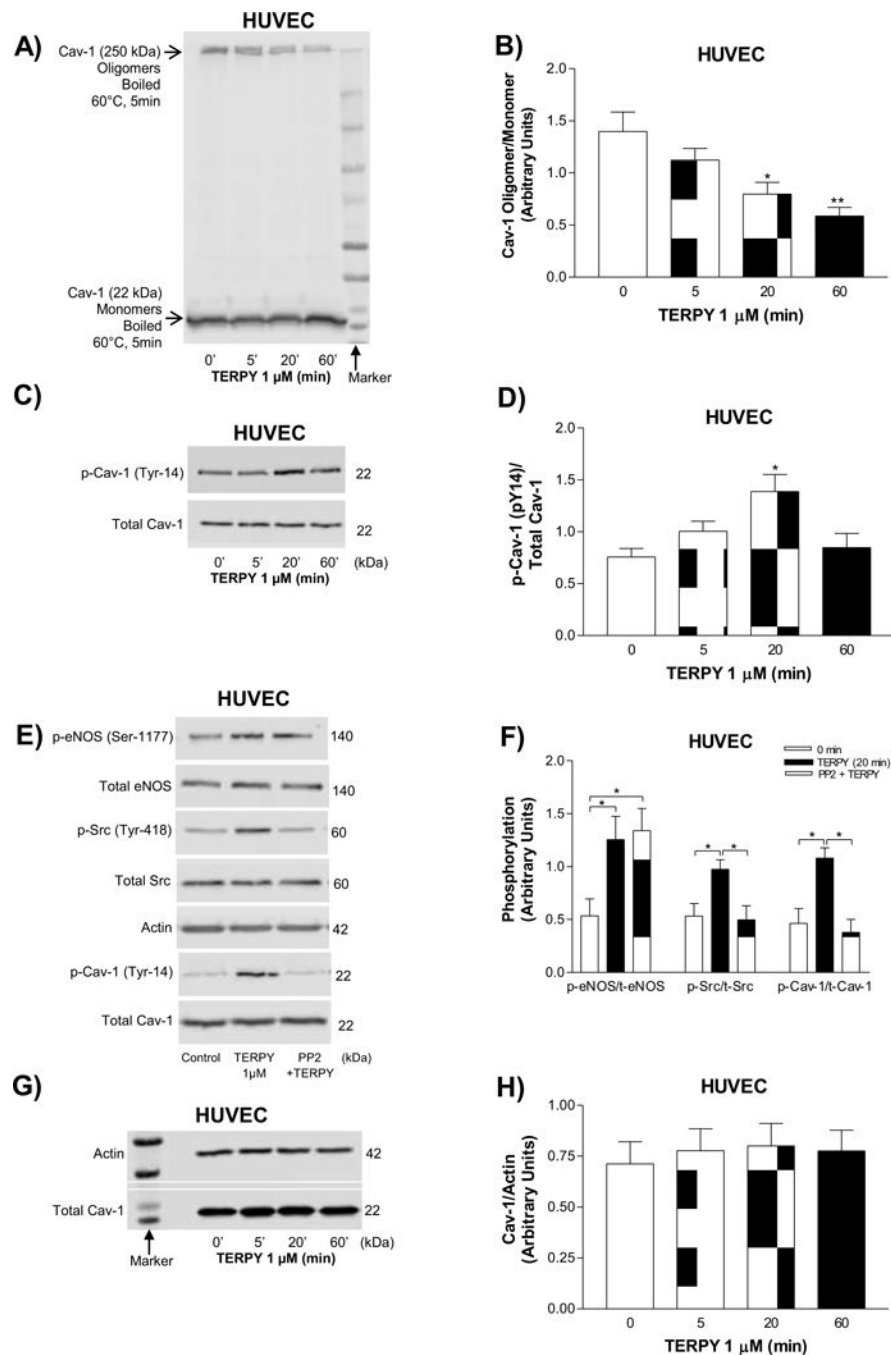 A)
HUVEC
Cav-1 (250 kDa)
Oligomers
Boiled
60°C, 5min
Cav-1 (22 kDa)
Monomers
Boiled
60°C, 5min
0' 5' 20' 60'
TERPY 1 µM (min)
Marker
B)
HUVEC
Cav-1 Oligomer/Monomer
(Arbitrary Units)
2.0
1.5
1.0
0.5
0.0
*
**
0 5 20 60
TERPY 1 µM (min)
C)
HUVEC
p-Cav-1 (Tyr-14) 22
Total Cav-1 22
0' 5' 20' 60' (kDa)
TERPY 1 µM (min)
D)
HUVEC
p-Cav-1 (pY14)/
Total Cav-1
2.0
1.5
1.0
0.5
0.0
*
0 5 20 60
TERPY 1 µM (min)
E)
HUVEC
p-eNOS (Ser-1177) 140
Total eNOS 140
p-Src (Tyr-418) 60
Total Src 60
Actin 42
p-Cav-1 (Tyr-14) 22
Total Cav-1 22
Control TERPY PP2 (kDa)
1µM +TERPY
F)
HUVEC
0 min
TERPY (20 min)
PP2 + TERPY
Phosphorylation
(Arbitrary Units)
2.0
1.5
1.0
0.5
0.0
*
* * * * *
p-eNOS/t-eNOS p-Src/t-Src p-Cav-1/t-Cav-1
G)
HUVEC
Actin 42
Total Cav-1 22
0' 5' 20' 60' (kDa)
Marker
TERPY 1 µM (min)
H)
HUVEC
Cav-1/Actin
(Arbitrary Units)
1.00
0.75
0.50
0.25
0.00
0 5 20 60
TERPY 1 µM (min)